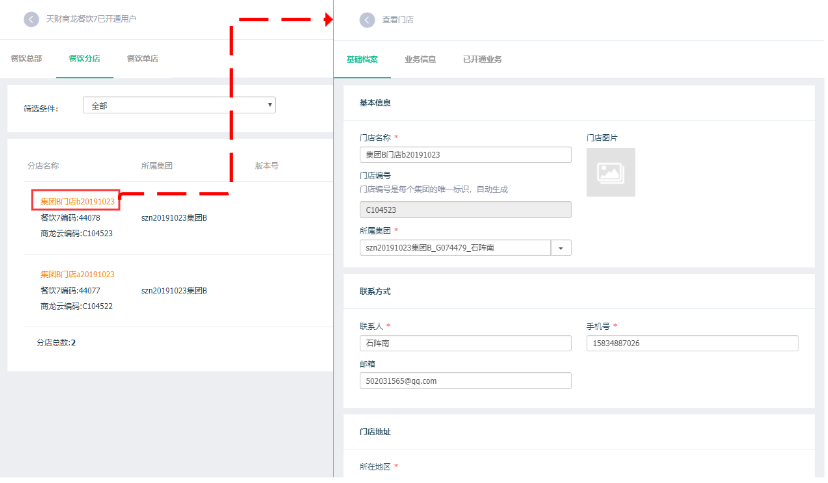 天财商龙餐饮7已开通用户
餐饮总部
餐饮分店
餐饮单店
筛选条件:
全部
分店名称
所属集团
版本号
集团B门店b20191023
餐饮7编码:44078
szn20191023集团B
商龙云编码:C104523
集团B门店a20191023
餐饮7编码:44077
szn20191023集团B
商龙云编码:C104522
分店总数:2
查看门店
基础档案
业务信息
已开通业务
基本信息
门店名称 *
门店图片
集团B门店b20191023
门店编号
门店编号是每个集团的唯一标识，自动生成
C104523
所属集团 *
szn20191023集团B_G074479_石阵南
联系方式
联系人 *
手机号 *
石阵南
15834887026
邮箱
502031565@qq.com
门店地址
所在地区 *